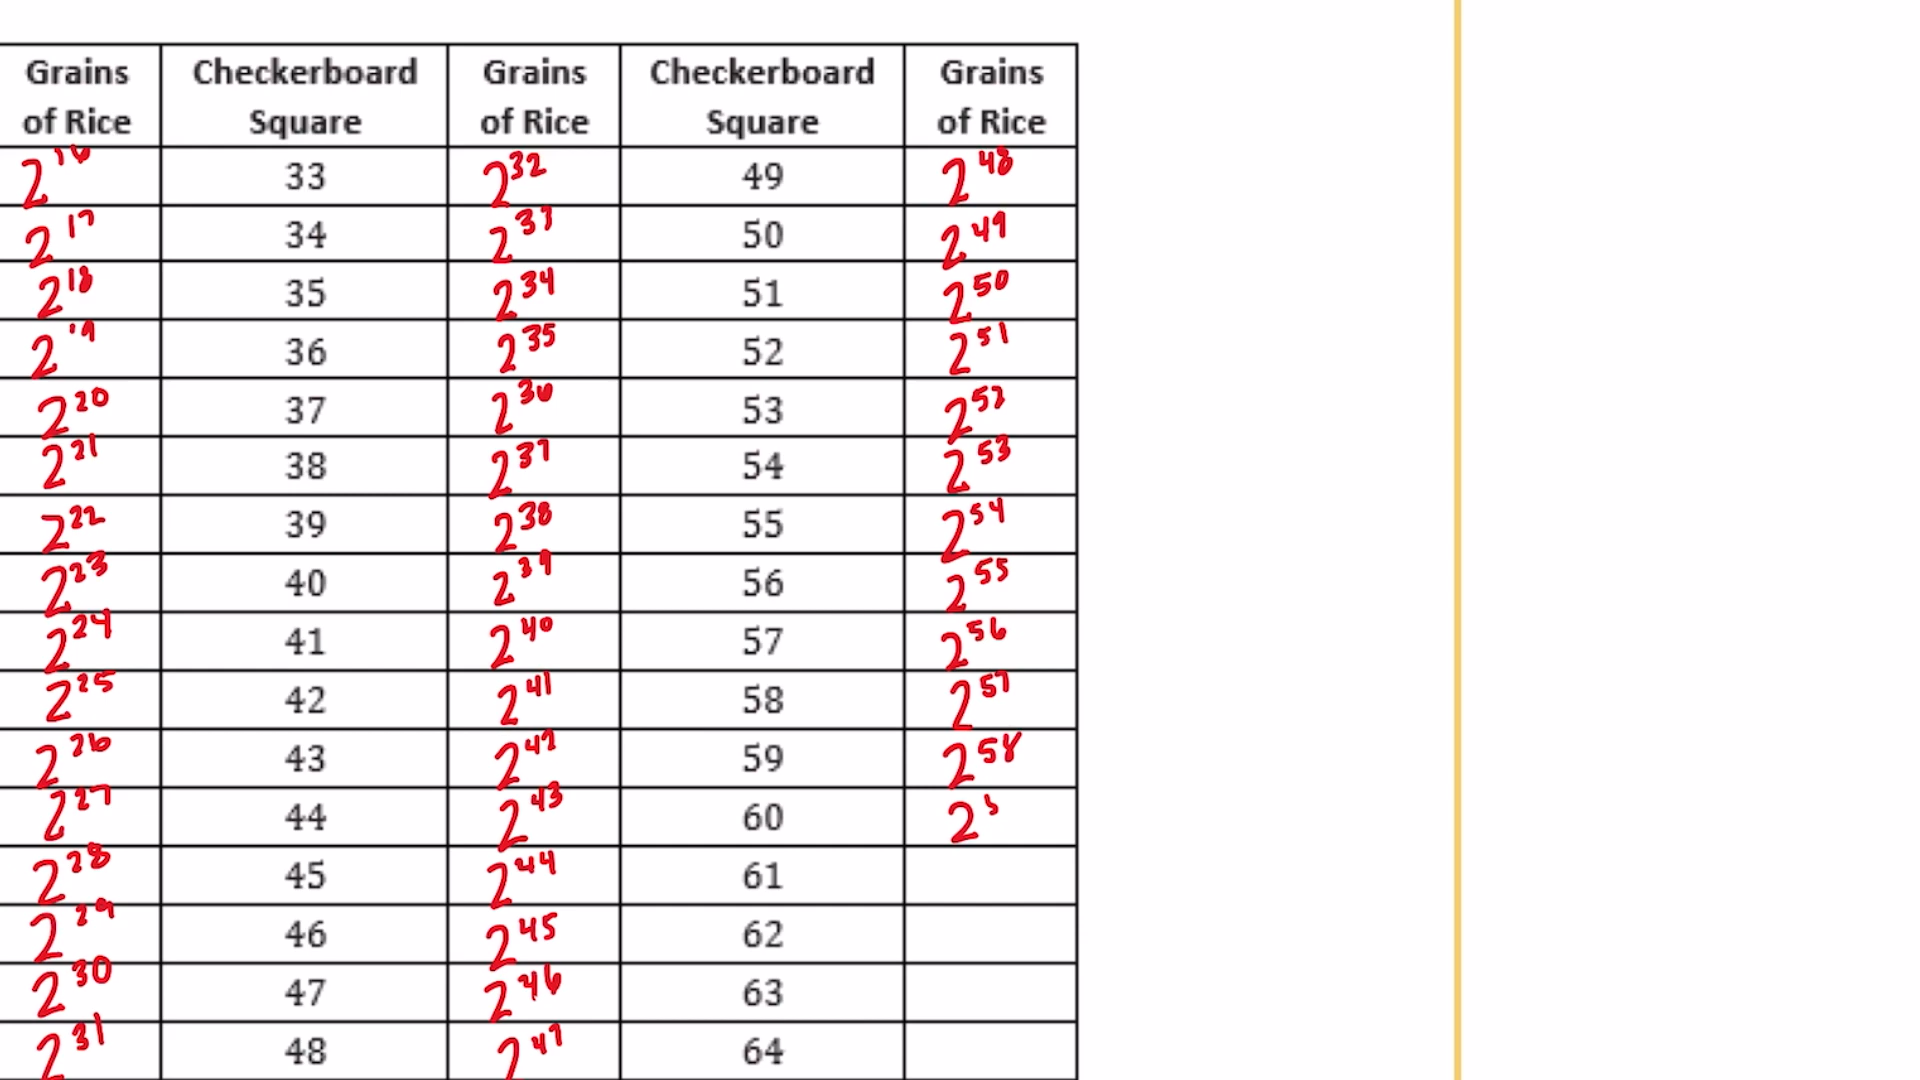 Grains of Rice Checkerboard Square Grains of Rice Checkerboard Square Grains of Rice
2^16 33 2^32 49 2^48
2^17 34 2^33 50 2^49
2^18 35 2^34 51 2^50
2^19 36 2^35 52 2^51
2^20 37 2^36 53 2^52
2^21 38 2^37 54 2^53
2^22 39 2^38 55 2^54
2^23 40 2^39 56 2^55
2^24 41 2^40 57 2^56
2^25 42 2^41 58 2^57
2^26 43 2^42 59 2^58
2^27 44 2^43 60 2^5
2^28 45 2^44 61
2^29 46 2^45 62
2^30 47 2^46 63
2^31 48 2^47 64